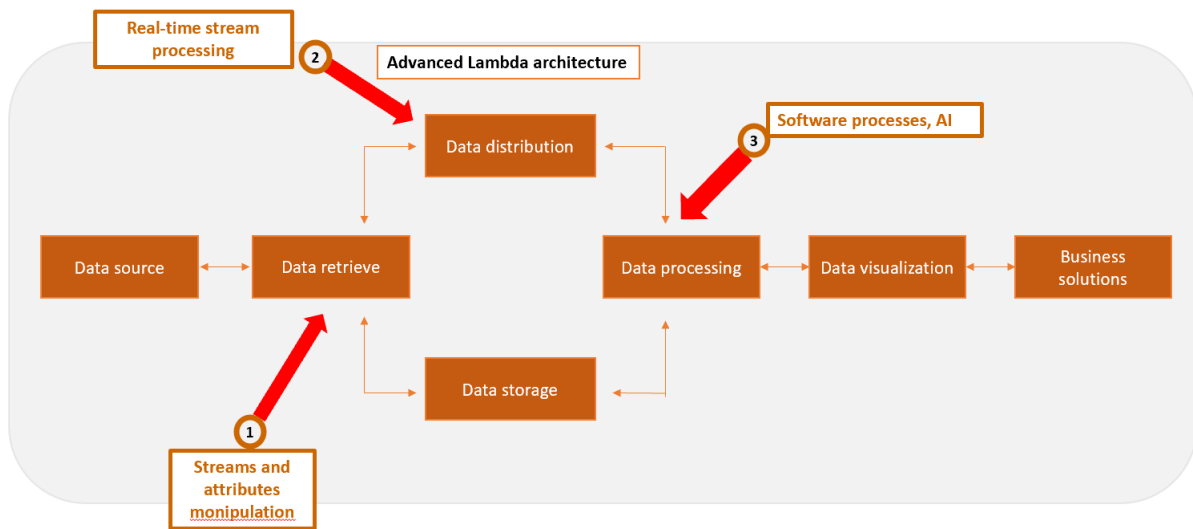 Real-time stream
processing
2
Advanced Lambda architecture
Software processes, AI
3
Data distribution
Data source
Data retrieve
Data processing
Data visualization
Business
solutions
Data storage
1
Streams and
attributes
monipulation